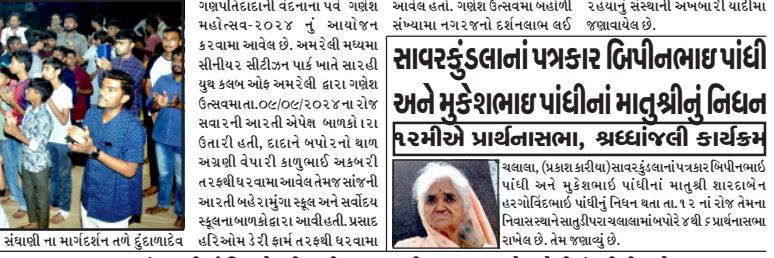 સંઘાણી ના માર્ગદર્શન તળે દુંદાળાદેવ
ગણપતિદાદાની વંદનાના પર્વ ગણેશ
મહોત્સવ-૨૦૨૪ નું આયોજન
કરવામા આવેલ છે. અમરેલી મધ્યમા
સીનીયર સીટીઝન પાર્ક ખાતે સારહી
યુથ ક્લબ ઓફ અમરેલી દ્વારા ગણેશ
ઉત્સવમાતા.૦૯/૦૯/૨૦૨૪ના રોજ
સવારની આરતી એપેક્ષ બાળકોારા
ઉતારી હતી, દાદાને બપોરનો થાળ
અગ્રણી વેપારી કાળુભાઈ અકબરી
તરફથીધરવામા આવેલ તેમજ સાંજની
આરતી બહેરામુંગા સ્કૂલ અને સર્વોદય
સ્કૂલના બાળકોદ્વારા આવીહતી. પ્રસાદ
હરિઓમ ડેરી ફાર્મ તરફથી ધરવામા
આવેલ હતો. ગણેશ ઉત્સવમા બહોળી
સંખ્યામા નગરજનો દર્શનલાભ લઈ
રહયાનું સંસ્થાની અખબારી યાદીમા
જણાવાયેલ છે.
સાવરકુંડલાનાં પત્રકાર બિપીનભાઇ પાંધી
અને મુકેશભાઇ પાંધીનાં માતુશ્રીનું નિધન
૧૨મીએ પ્રાર્થનાસભા, શ્રધ્ધાંજલી કાર્યક્રમ
ચલાલા, (પ્રકાશ કારીયા) સાવરકુંડલાનાં પત્રકાર બિપિનભાઇ
પાંધી અને મુકેશભાઇ પાંધીનાં માતુશ્રી શારદાબેન
હરગોવિંદભાઇ પાંધીનું નિધન થતા તા. ૧૨ નાં રોજ તેમના
નિવાસ સ્થાને સાતુડીપરા ચલાલામાં બપોરે ૪ થી ૬ પ્રાર્થનાસભા
રાખેલ છે. તેમ જણાવ્યું છે.